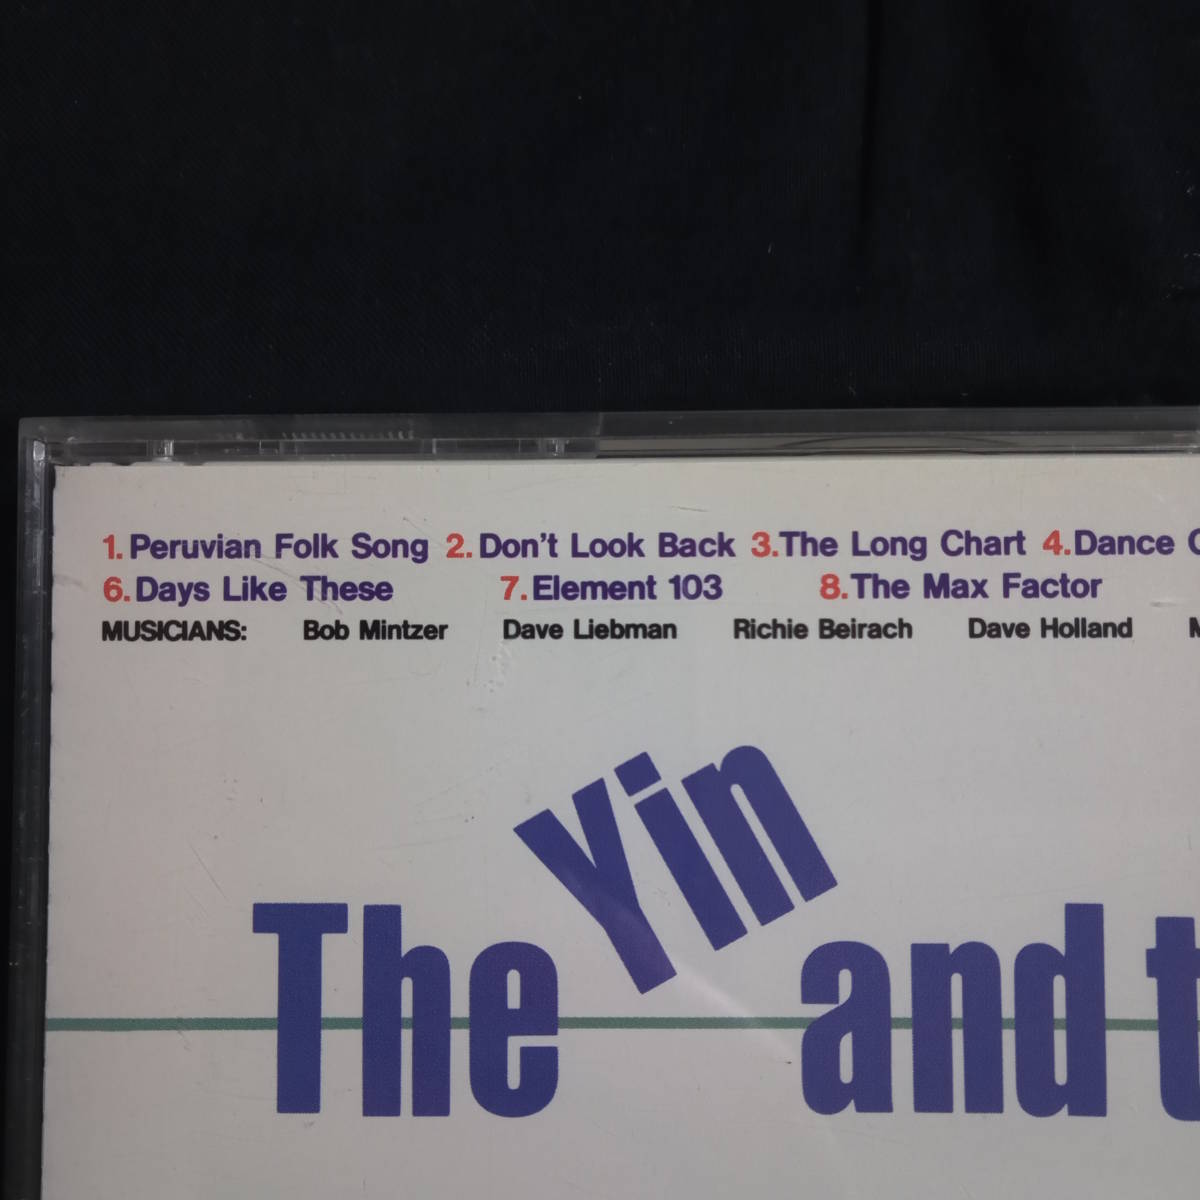 1. Peruvian Folk Song 2. Don't Look Back 3. The Long Chart 4. Dance
6. Days Like These 7. Element 103 8. The Max Factor
MUSICIANS: Bob Mintzer Dave Liebman Richie Beirach Dave Holland
The Yin and